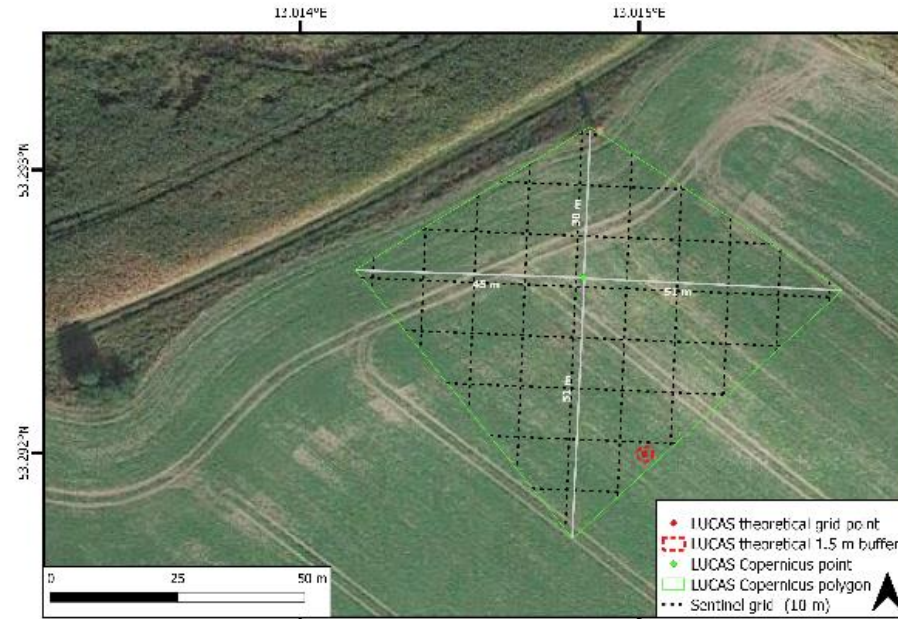 13.014°E 13.015°E
53.293°N
30 m
45 m 51 m
51 m
53.292°N
LUCAS theoretical grid point
LUCAS theoretical 1.5 m buffer
LUCAS Copernicus point
LUCAS Copernicus polygon
Sentinel grid (10 m)
0 25 50 m